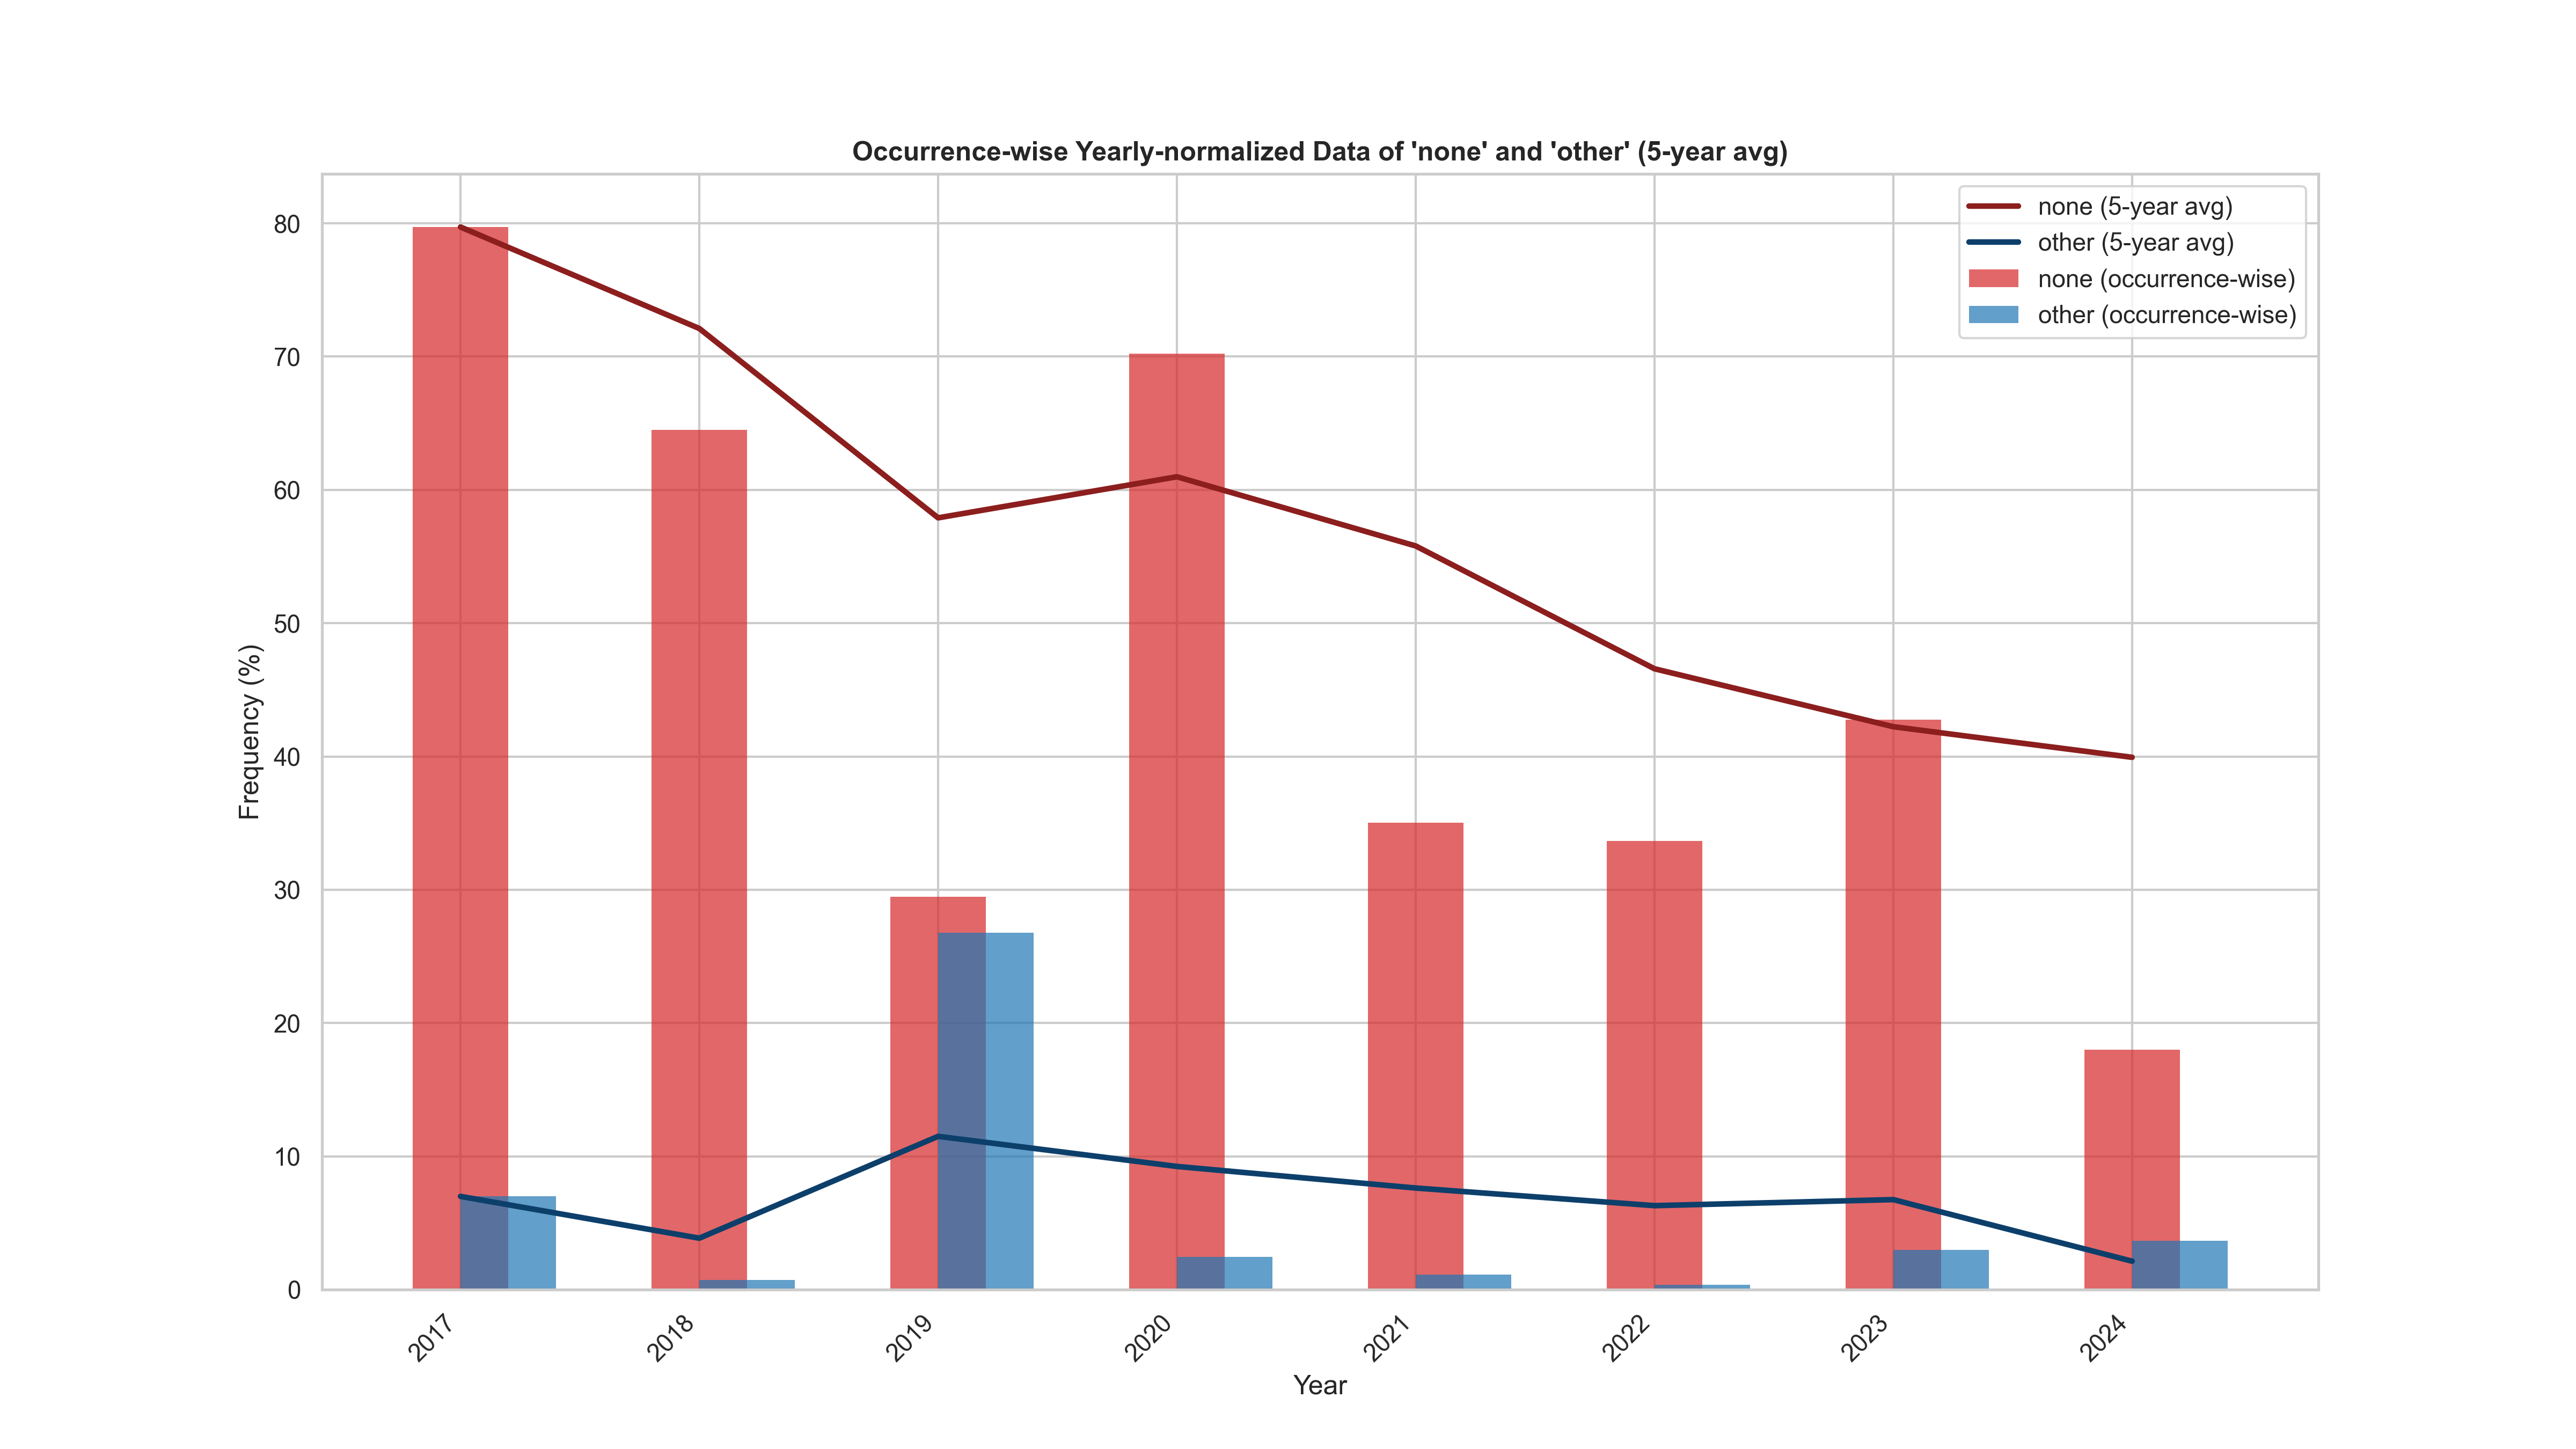 Occurrence-wise Yearly-normalized Data of 'none' and 'other' (5-year avg)
none (5-year avg)
other (5-year avg)
none (occurrence-wise)
other (occurrence-wise)
80
70
60
50
40
30
20
10
0
Frequency (%)
2017
2018
2019
2020
2021
2022
2023
2024
Year